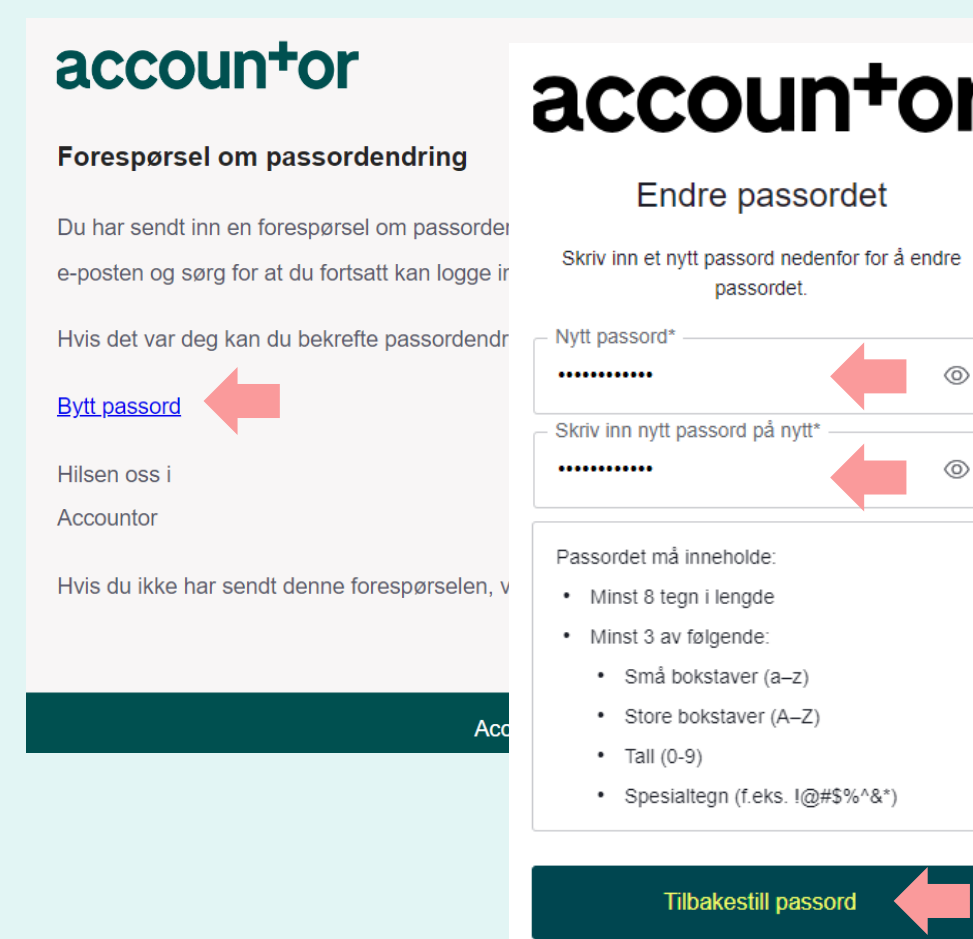 accountor
Forespørsel om passordendring
Du har sendt inn en forespørsel om
e-posten og sørg for at du fortsatt kan logge
Hvis det var deg kan du bekrefte
Bytt passord
Hilsen oss i
Accountor
Hvis du ikke har sendt denne forespørselen,
accountor
Endre passordet
Skriv inn et nytt passord nedenfor for å endre
passordet.
Nytt passord*
••••••••••••
Skriv inn nytt passord på nytt*
••••••••••••
Passordet må inneholde:
• Minst 8 tegn i lengde
• Minst 3 av følgende:
• Små bokstaver (a–z)
• Store bokstaver (A–Z)
• Tall (0-9)
• Spesialtegn (f.eks. !@#$%^&*)
Tilbakestill passord